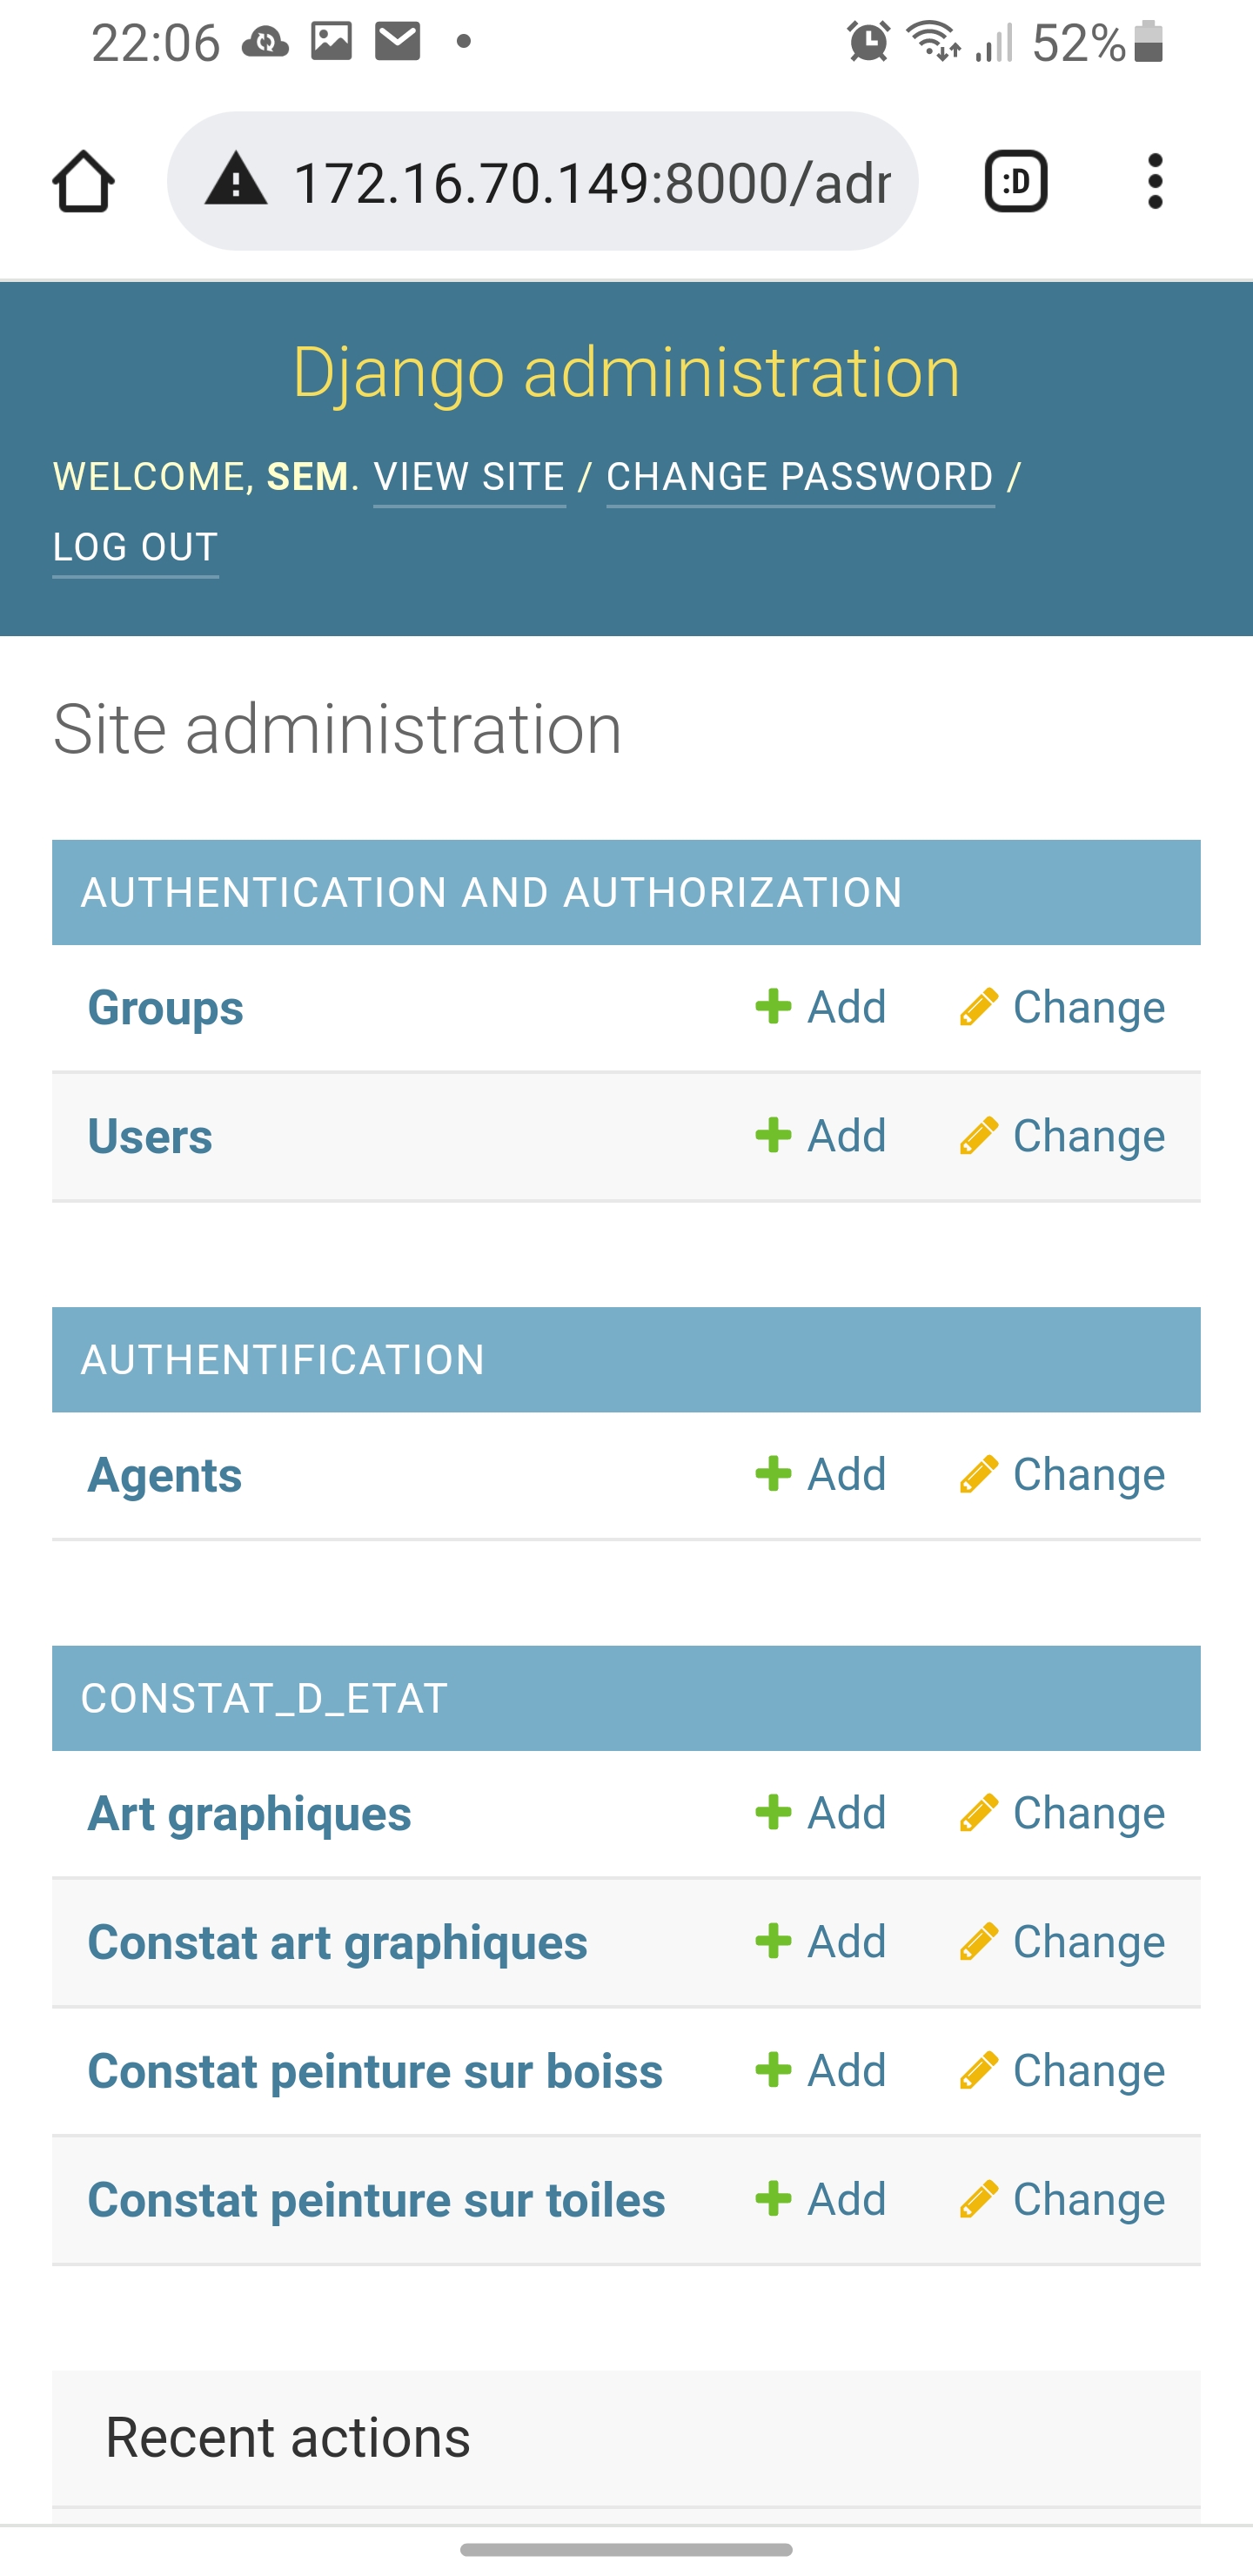 22:06
52%
172.16.70.149:8000/adr
:D
Django administration
WELCOME, SEM. VIEW SITE / CHANGE PASSWORD /
LOG OUT
Site administration
AUTHENTICATION AND AUTHORIZATION
Groups Add Change
Users Add Change
AUTHENTIFICATION
Agents Add Change
CONSTAT_D_ETAT
Art graphiques Add Change
Constat art graphiques Add Change
Constat peinture sur boiss Add Change
Constat peinture sur toiles Add Change
Recent actions